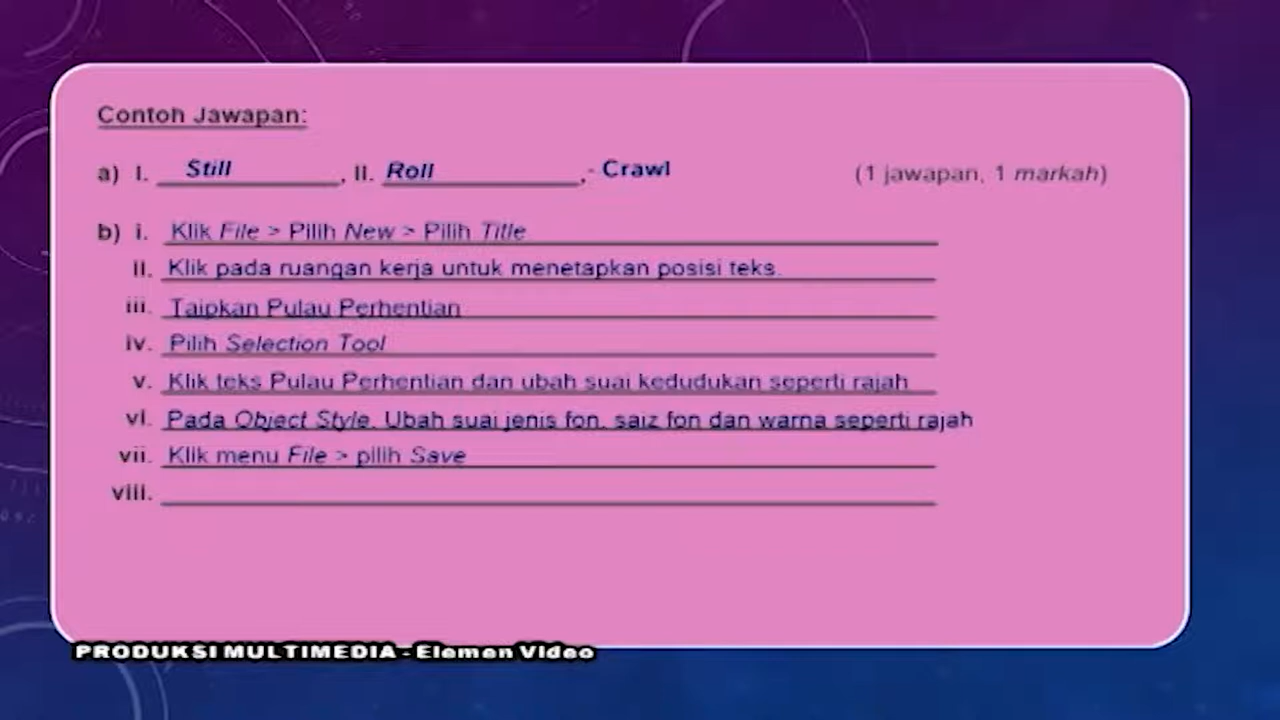 Contoh Jawapan:
a) i. Still, ii. Roll,- Crawl (1 jawapan, 1 markah)
b) i. Klik File > Pilih New > Pilih Title
ii. Klik pada ruangan kerja untuk menetapkan posisi teks.
iii. Taipkan Pulau Perhentian
iv. Pilih Selection Tool
v. Klik teks Pulau Perhentian dan ubah suai kedudukan seperti rajah
vi. Pada Object Style, Ubah suai jenis fon, saiz fon dan warna seperti rajah
vii. Klik menu File > pilih Save
viii.
PRODUKSI MULTIMEDIA - Elemen Video